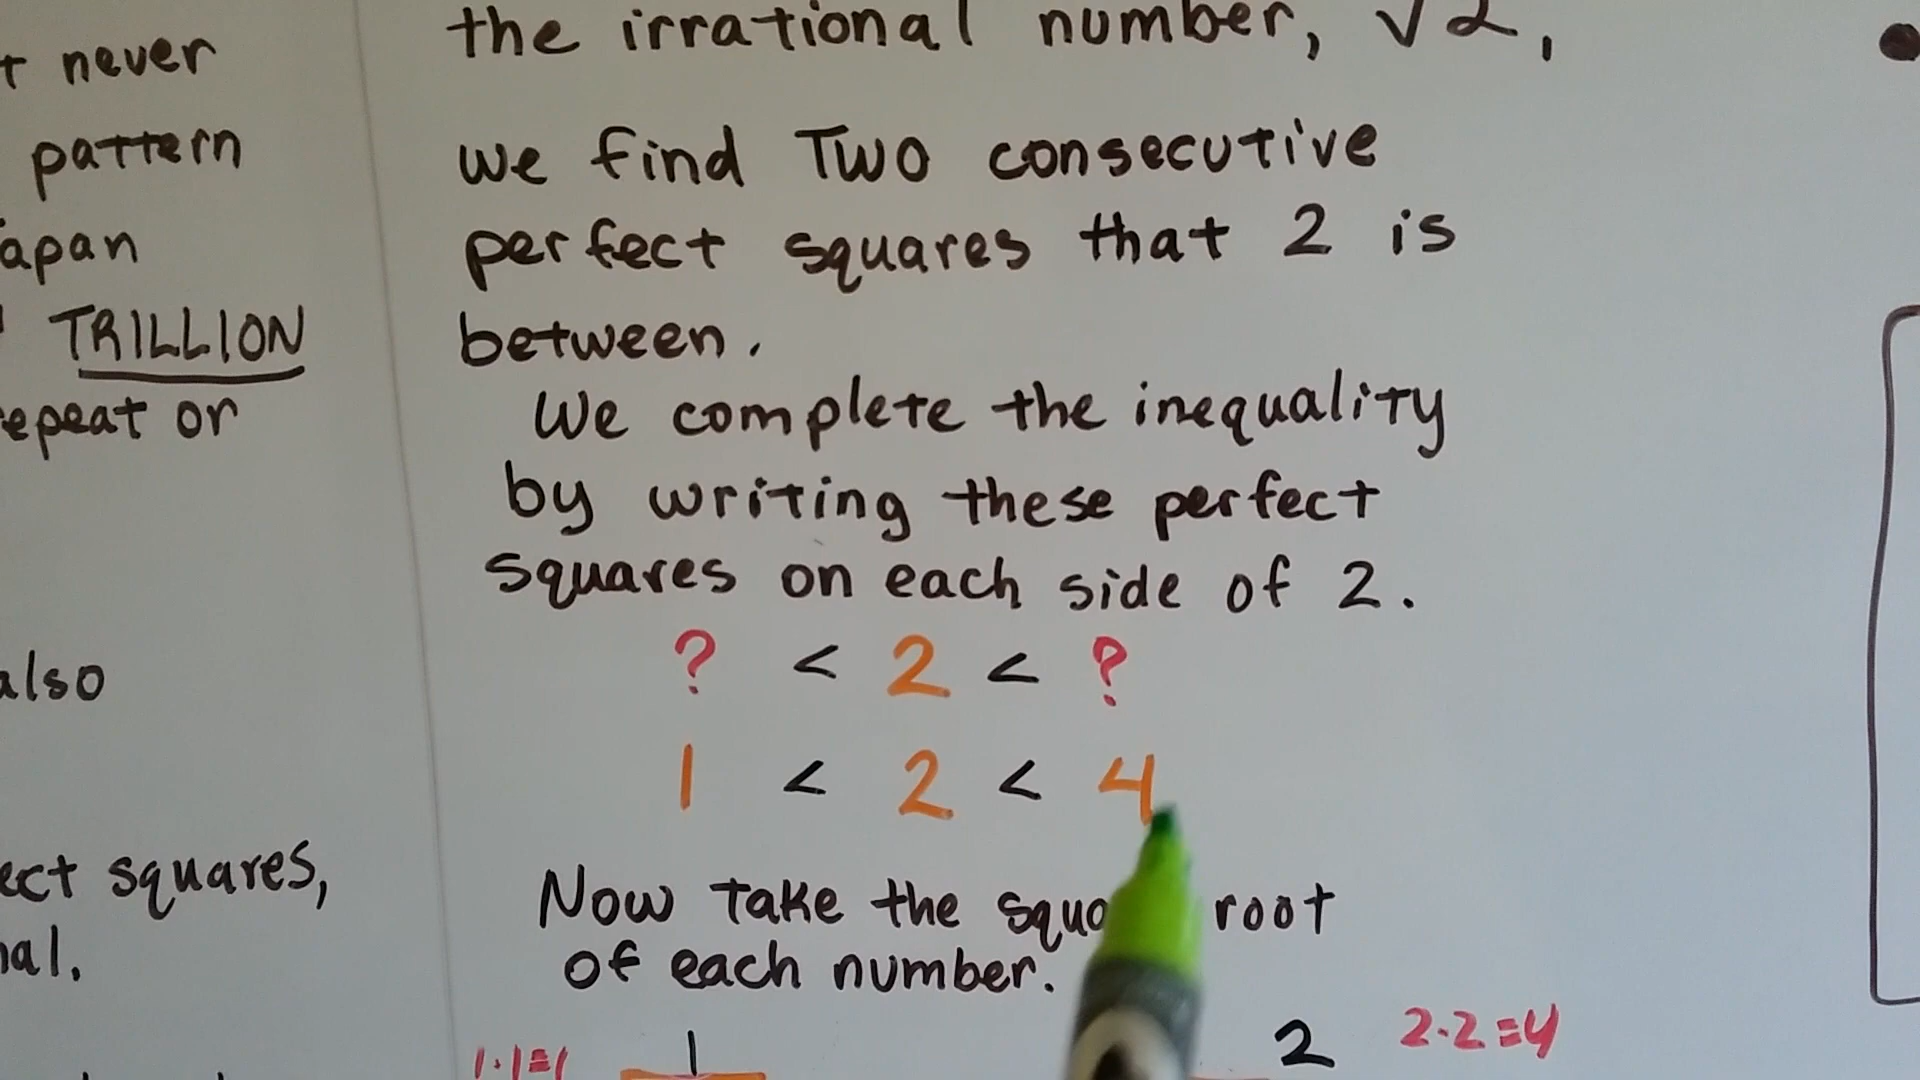 never
pattern
apan
TRILLION
epeat or
also
ect squares,
al.
the irrational number, √2,
we find TWO consecutive
perfect squares that 2 is
between.
We complete the inequality
by writing these perfect
squares on each side of 2.
? < 2 < ?
1 < 2 < 4
Now take the squa root
of each number.
1·1=1 1 2 2·2=4